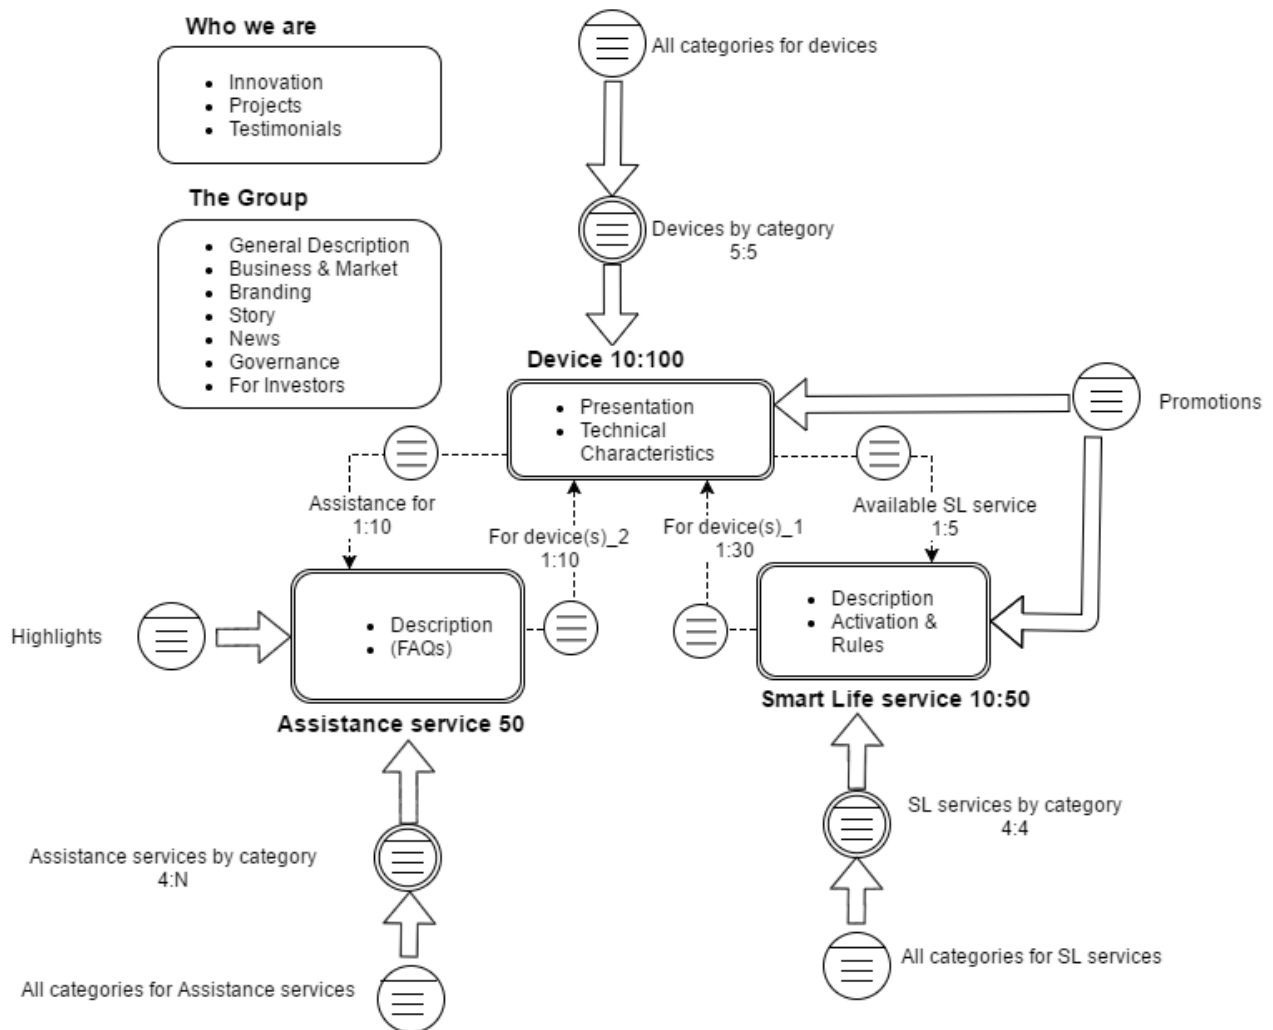 Who we are
Innovation
Projects
Testimonials
All categories for devices
The Group
General Description
Business & Market
Branding
Story
News
Governance
For Investors
Devices by category
5:5
Device 10:100
Presentation
Technical
Characteristics
Promotions
Assistance for
1:10
For device(s)_2
1:10
For device(s)_1
1:30
Available SL service
1:5
Highlights
Description
(FAQs)
Assistance service 50
Description
Activation &
Rules
Smart Life service 10:50
Assistance services by category
4:N
SL services by category
4:4
All categories for Assistance services
All categories for SL services